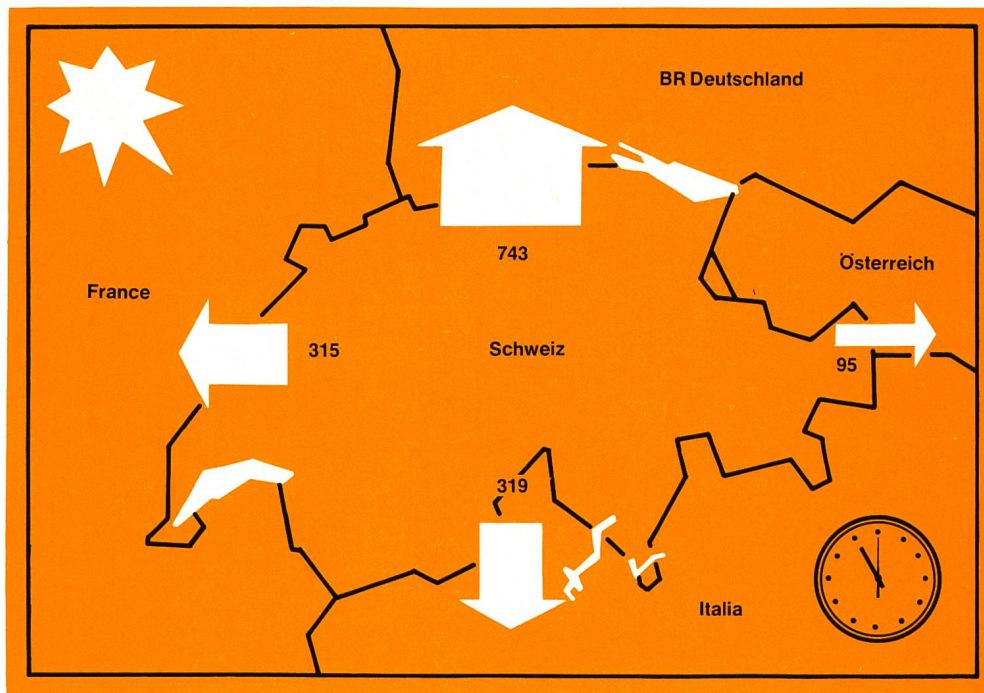 BR Deutschland
743
Österreich
France
315
Schweiz
95
319
Italia